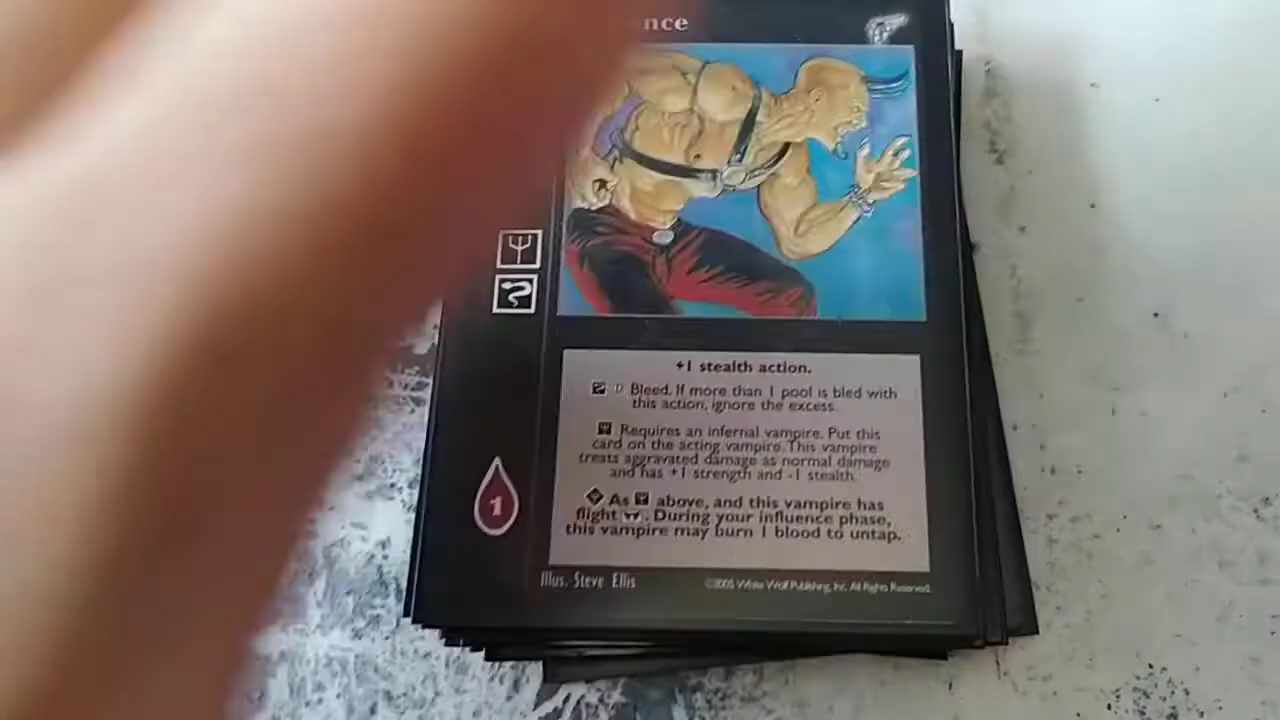 nce
+1 stealth action.
D Bleed. If more than 1 pool is bled with
this action, ignore the excess.
Requires an infernal vampire. Put this
card on the acting vampire. This vampire
treats aggravated damage as normal damage
and has +1 strength and -1 stealth.
As above, and this vampire has
flight . During your influence phase,
this vampire may burn 1 blood to untap.
1
Illus. Steve Ellis
©2005 White Wolf Publishing, Inc. All Rights Reserved.